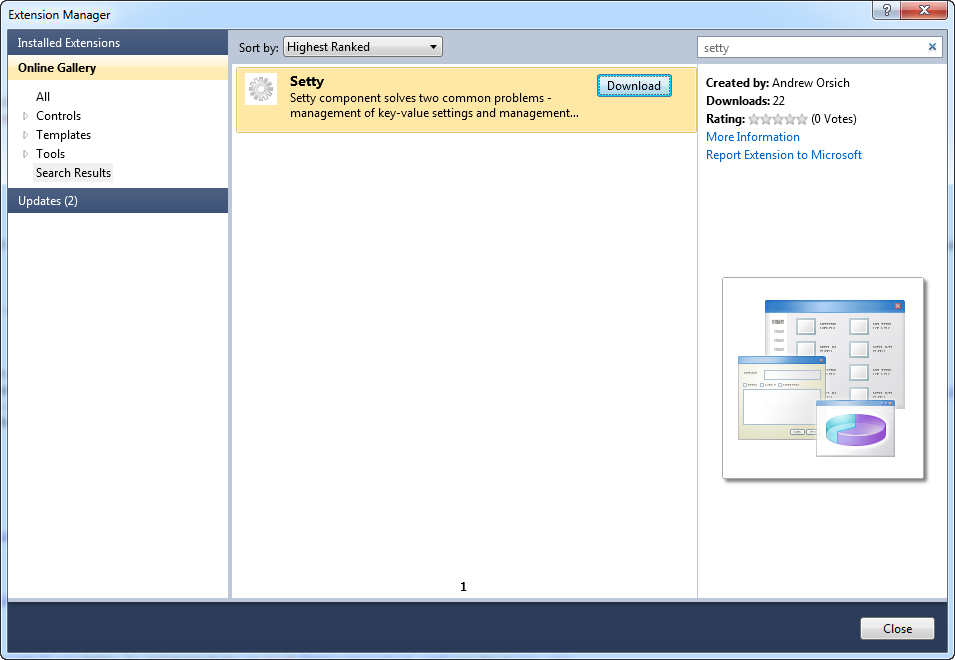 Extension Manager
Installed Extensions
Online Gallery
All
Controls
Templates
Tools
Search Results
Updates (2)
Sort by: Highest Ranked
Setty
Download
Setty component solves two common problems -
management of key-value settings and management...
1
setty
Created by: Andrew Orsich
Downloads: 22
Rating: (0 Votes)
More Information
Report Extension to Microsoft
Close